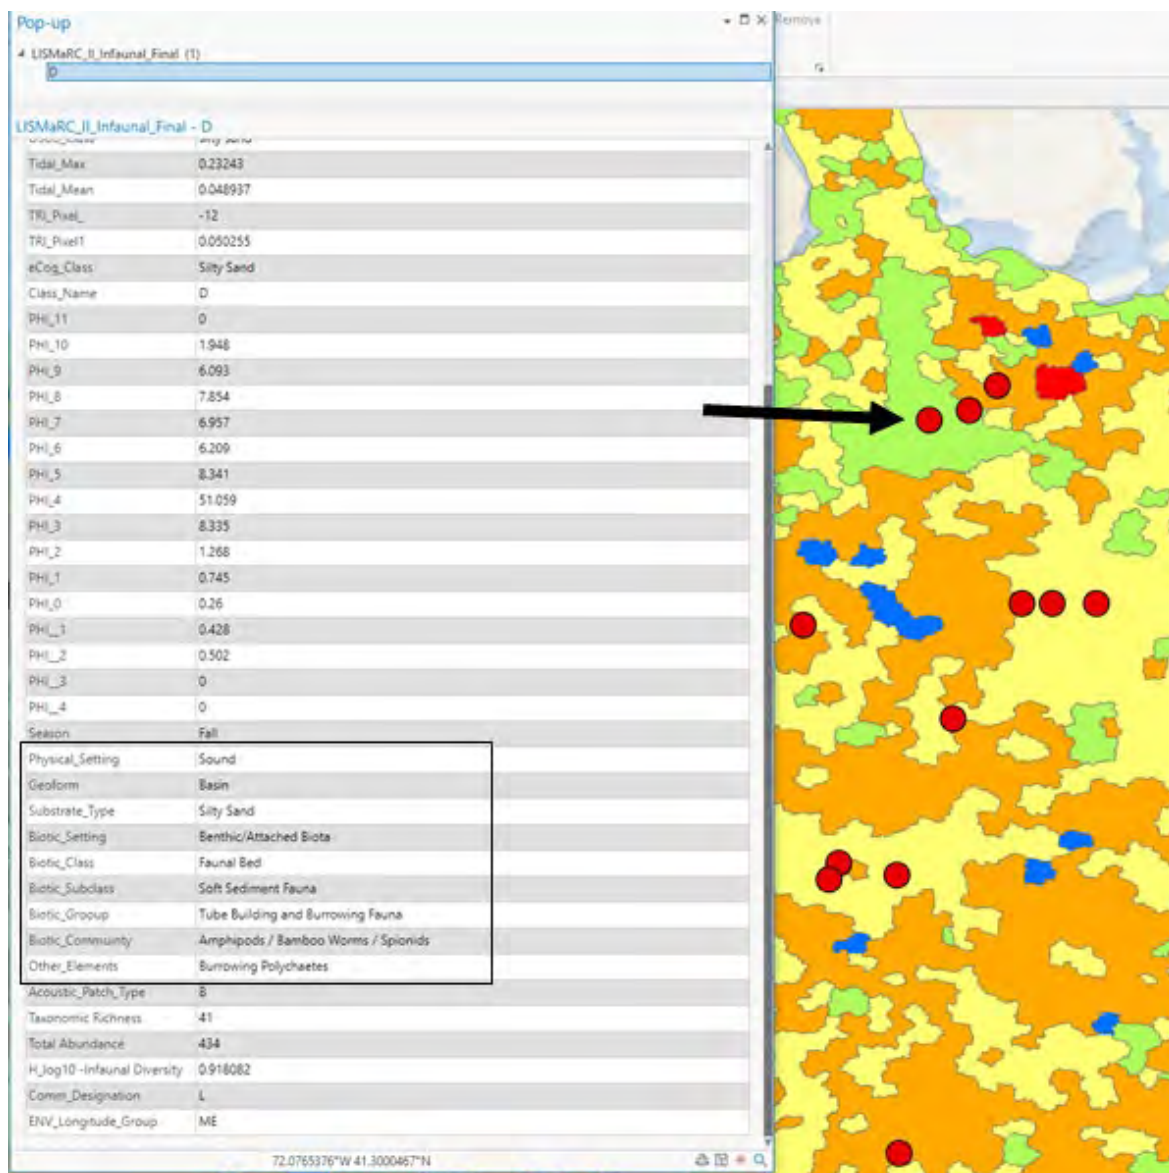 Pop-up
Remove
LISMaRC_II_Infaunal_Final (1)
D
LISMaRC_II_Infaunal_Final - D
Tidal_Max 0.23243
Tidal_Mean 0.048937
TRI_Pixel_ -12
TRI_Pixel1 0.050255
eCog_Class Silty Sand
Class_Name D
PHI_11 0
PHI_10 1.948
PHI_9 6.093
PHI_8 7.854
PHI_7 6.957
PHI_6 6.209
PHI_5 8.341
PHI_4 51.059
PHI_3 8.335
PHI_2 1.268
PHI_1 0.745
PHI_0 0.26
PHI__1 0.428
PHI__2 0.502
PHI__3 0
PHI__4 0
Season Fall
Physical_Setting Sound
Geoform Basin
Substrate_Type Silty Sand
Biotic_Setting Benthic/Attached Biota
Biotic_Class Faunal Bed
Biotic_Subclass Soft Sediment Fauna
Biotic_Grooup Tube Building and Burrowing Fauna
Biotic_Commuinty Amphipods / Bamboo Worms / Spionids
Other_Elements Burrowing Polychaetes
Acoustic_Patch_Type B
Taxonomic Richness 41
Total Abundance 434
H_log10 -Infaunal Diversity 0.918082
Comm_Designation L
ENV_Longitude_Group ME
72.0765376°W 41.3000467°N